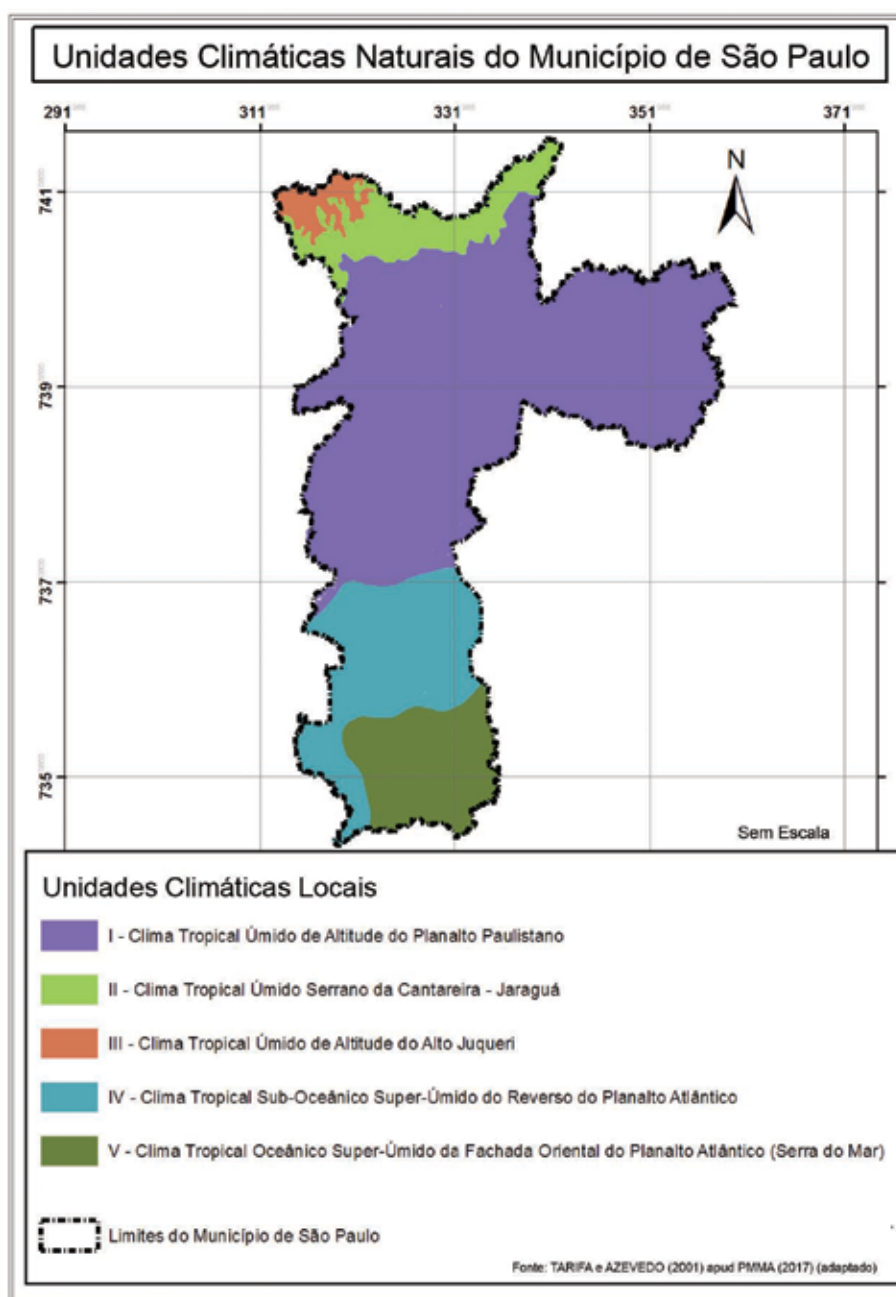 Unidades Climáticas Naturais do Município de São Paulo
291 311 331 351 371
N
741
739
737
735
Sem Escala
Unidades Climáticas Locais
I - Clima Tropical Úmido de Altitude do Planalto Paulistano
II - Clima Tropical Úmido Serrano da Cantareira - Jaraguá
III - Clima Tropical Úmido de Altitude do Alto Juqueri
IV - Clima Tropical Sub-Oceânico Super-Úmido do Reverso do Planalto Atlântico
V - Clima Tropical Oceânico Super-Úmido da Fachada Oriental do Planalto Atlântico (Serra do Mar)
Limites do Município de São Paulo
Fonte: TARIFA e AZEVEDO (2001) apud PMMA (2017) (adaptado)